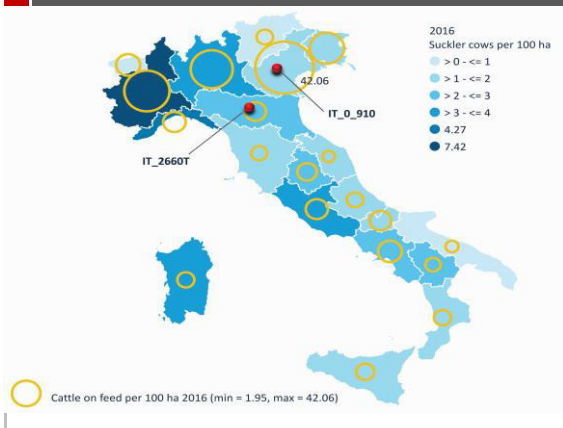 2016
Suckler cows per 100 ha
> 0 - <= 1
> 1 - <= 2
> 2 - <= 3
> 3 - <= 4
4.27
7.42
42.06
IT_0_910
IT_2660T
Cattle on feed per 100 ha 2016 (min = 1.95, max = 42.06)